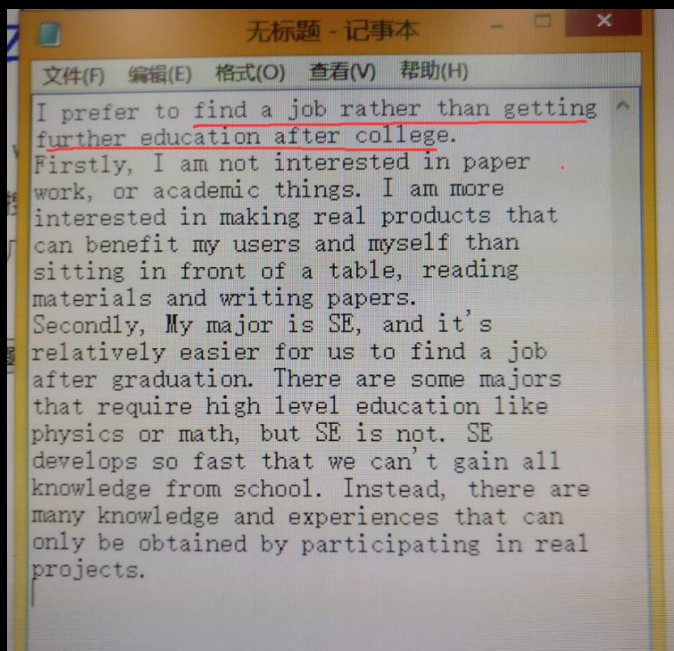 无标题 - 记事本
文件(F) 编辑(E) 格式(O) 查看(V) 帮助(H)
I prefer to find a job rather than getting
further education after college.
Firstly, I am not interested in paper
work, or academic things. I am more
interested in making real products that
can benefit my users and myself than
sitting in front of a table, reading
materials and writing papers.
Secondly, My major is SE, and it's
relatively easier for us to find a job
after graduation. There are some majors
that require high level education like
physics or math, but SE is not. SE
develops so fast that we can't gain all
knowledge from school. Instead, there are
many knowledge and experiences that can
only be obtained by participating in real
projects.